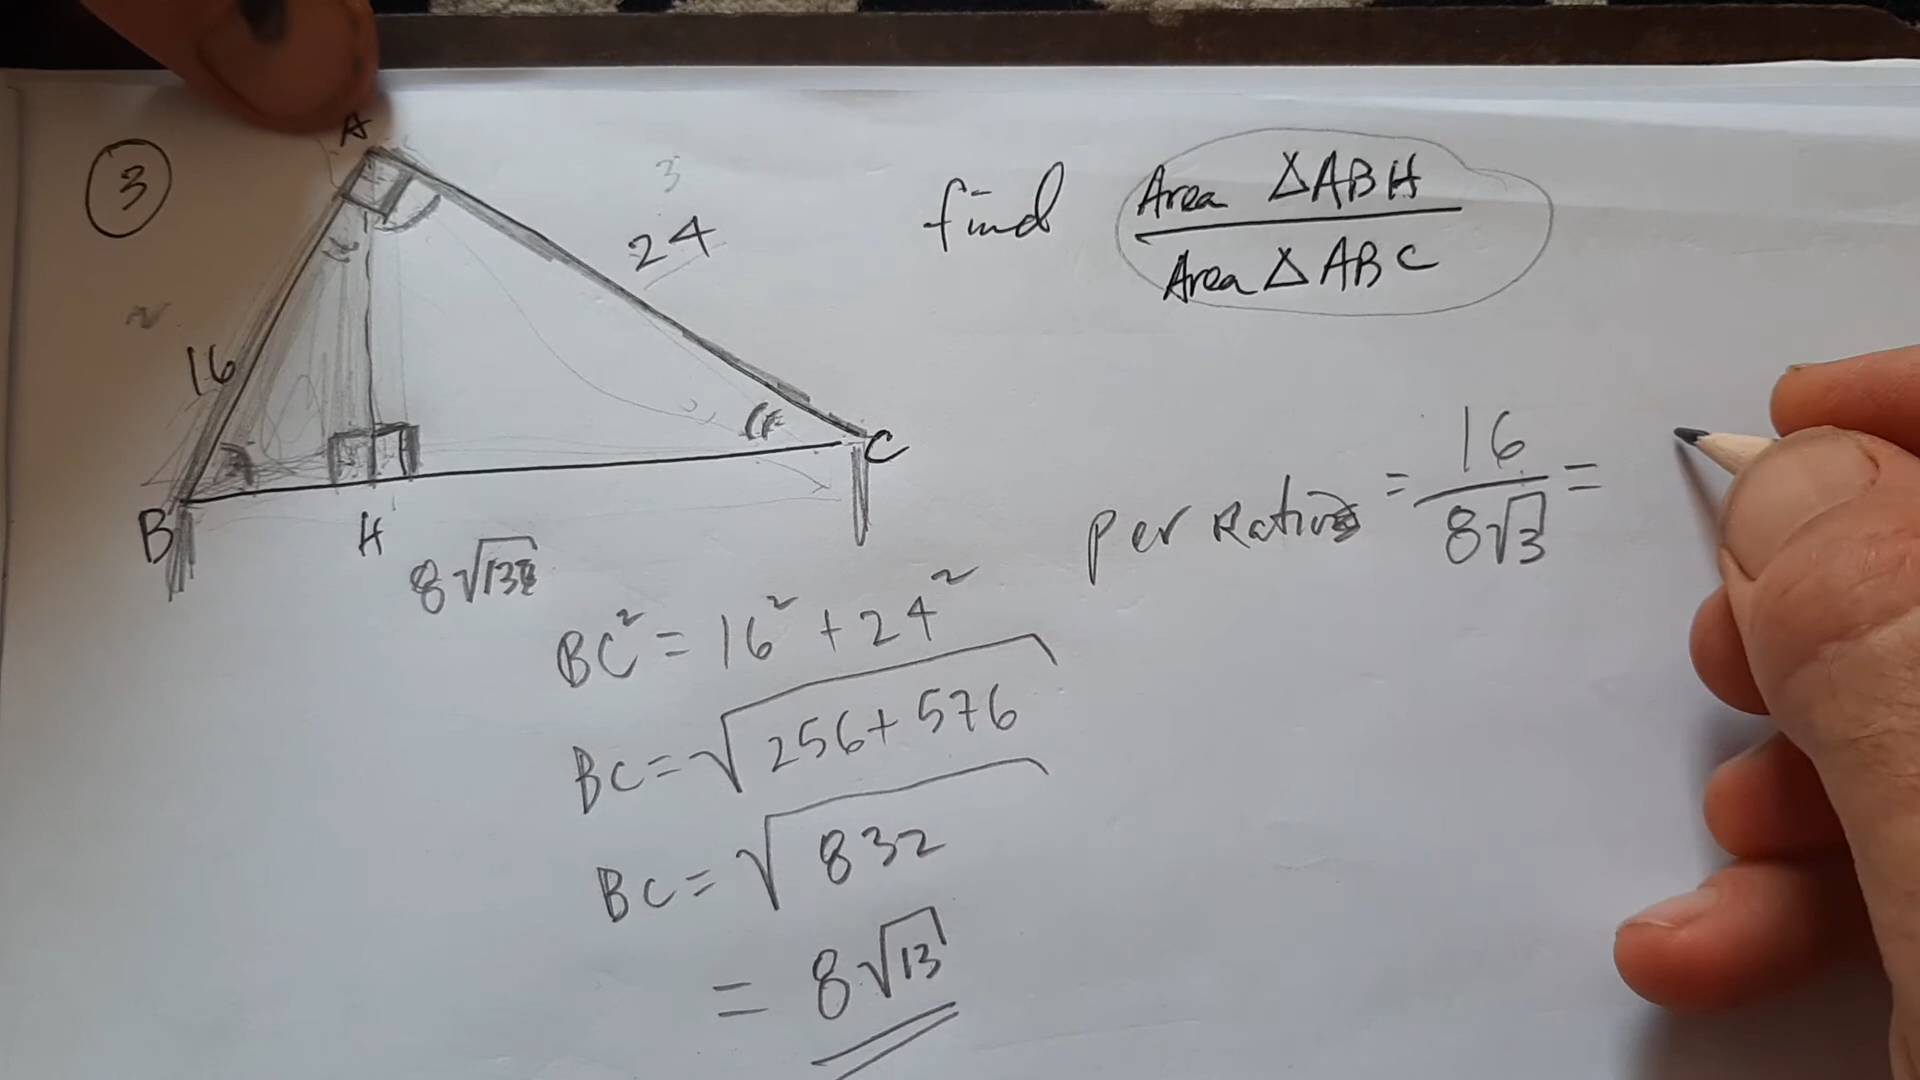 3
A
3
24
16
B
H
C
8√13
find Area △ABH / Area △ABC
per Ratio = 16 / 8√3 =
BC² = 16² + 24²
BC = √256 + 576
BC = √832
= 8√13